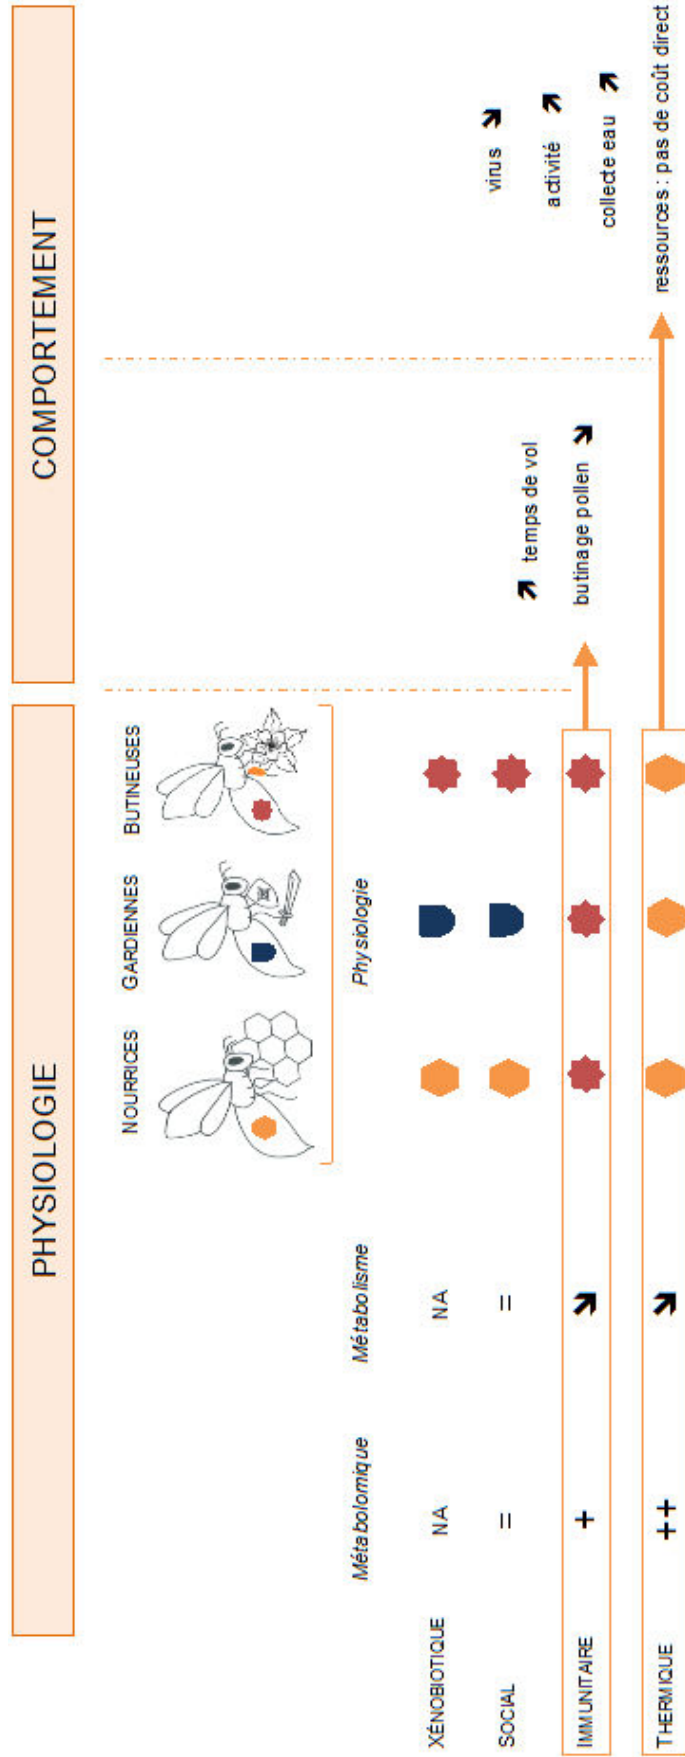 PHYSIOLOGIE
COMPORTEMENT
NOURRICES
GARDIENNES
BUTINEUSES
Métabolomique
Métabolisme
Physiologie
XÉNOBIOTIQUE
NA
NA
SOCIAL
=
=
IMMUNITAIRE
+
THERMIQUE
++
temps de vol
butinage pollen
virus
activité
collecte eau
ressources : pas de coût direct